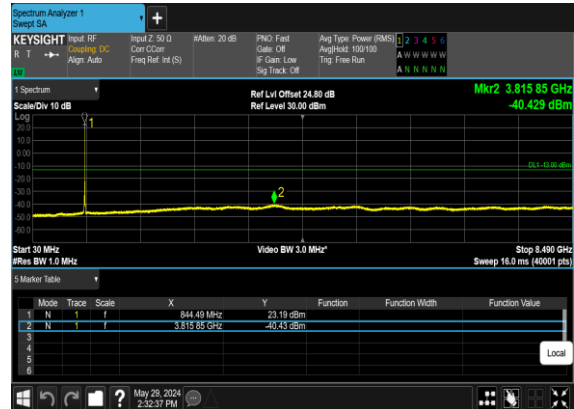 Spectrum Analyzer 1
Swept SA
+
KEYSIGHT Input: RF Input Z: 50 Ω #Atten: 20 dB PNO: Fast Avg Type: Power (RMS) 1 2 3 4 5 6
R T Coupling: DC Corr CCorr Gate: Off Avg|Hold: 100/100 A W W W W W
Align: Auto Freq Ref: Int (S) IF Gain: Low Trig: Free Run
LW Sig Track: Off A N N N N N
1 Spectrum Ref Lvl Offset 24.80 dB Mkr2 3.815 85 GHz
Scale/Div 10 dB Ref Level 30.00 dBm -40.429 dBm
Log
1
20.0
10.0
0.00
-10.0
DL1 -13.00 dBm
-20.0
-30.0
2
-40.0
-50.0
-60.0
Start 30 MHz Video BW 3.0 MHz* Stop 8.490 GHz
#Res BW 1.0 MHz Sweep 16.0 ms (40001 pts)
5 Marker Table
Mode Trace Scale X Y Function Function Width Function Value
1 N 1 f 844.49 MHz 23.19 dBm
2 N 1 f 3.815 85 GHz -40.43 dBm
3
4
5
6
Local
? May 29, 2024
2:32:37 PM